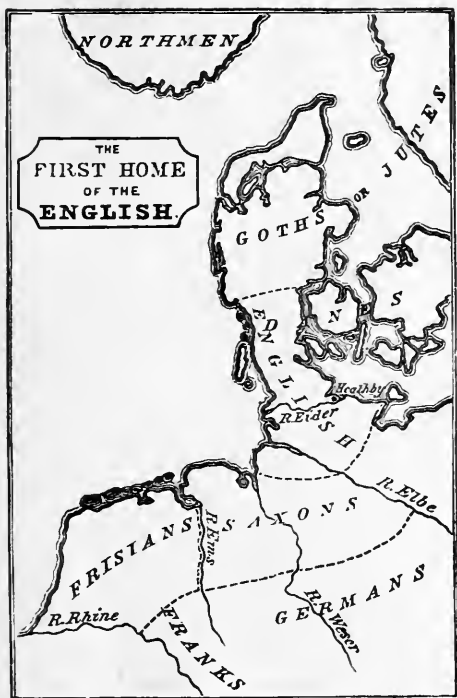 NORTHMEN
THE
FIRST HOME
OF THE
ENGLISH.
GOTHS OR JUTES
D NES
ENGLISH
Heathby
R.Eider
R.Elbe
SAXONS
FRISIANS
R.Ems
R.Weser
GERMANS
R.Rhine
FRANKS